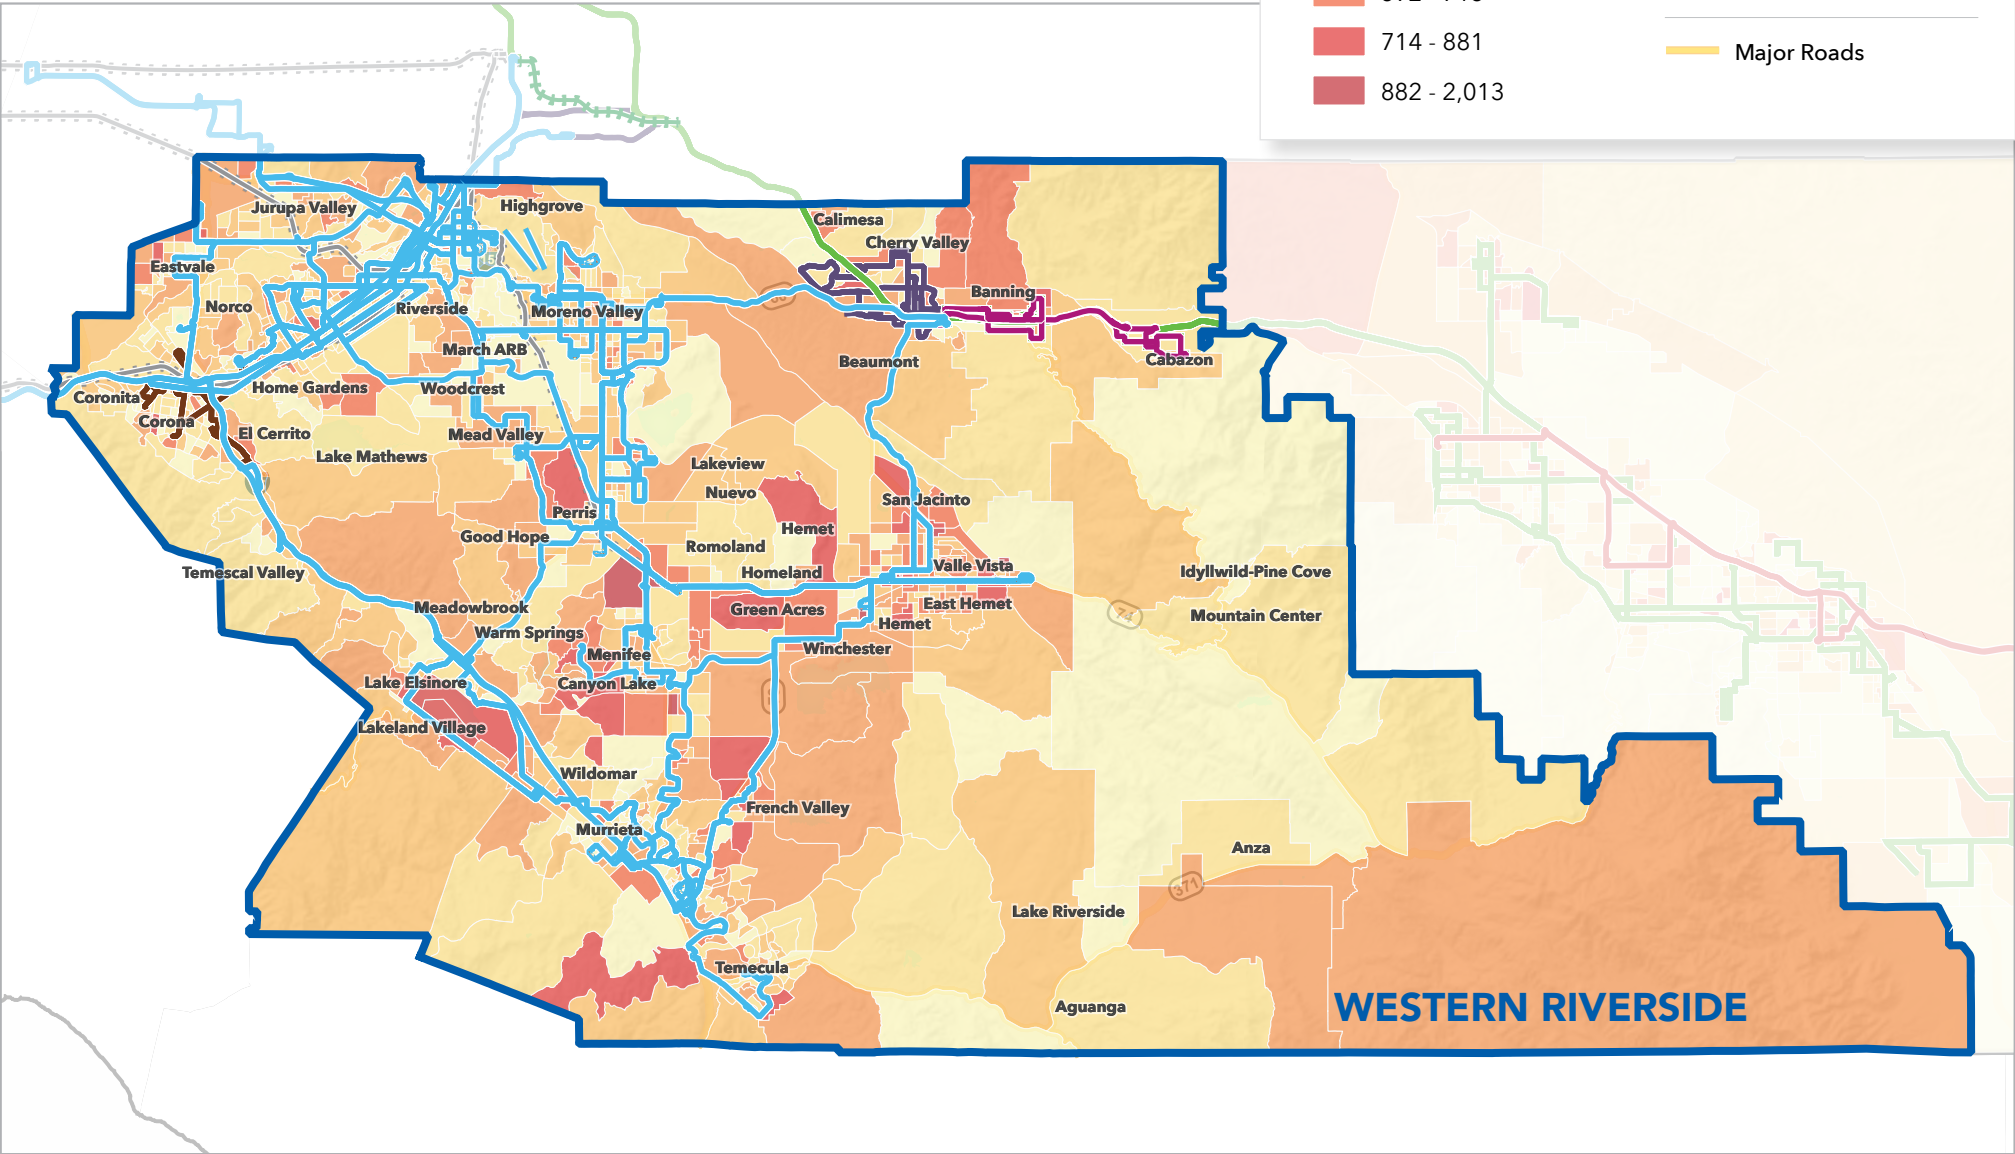 714 - 881
882 - 2,013
Major Roads
Jurupa Valley
Highgrove
Calimesa
Cherry Valley
Eastvale
Norco
Riverside
Moreno Valley
Banning
March ARB
Beaumont
Cabazon
Home Gardens
Woodcrest
Coronita
Corona
El Cerrito
Mead Valley
Lake Mathews
Lakeview
Nuevo
San Jacinto
Perris
Hemet
Good Hope
Romoland
Temescal Valley
Homeland
Valle Vista
Idyllwild-Pine Cove
Meadowbrook
Green Acres
East Hemet
74
Mountain Center
Hemet
Warm Springs
Menifee
Winchester
Lake Elsinore
Canyon Lake
Lakeland Village
Wildomar
French Valley
Murrieta
Anza
371
Lake Riverside
Temecula
Aguanga
WESTERN RIVERSIDE